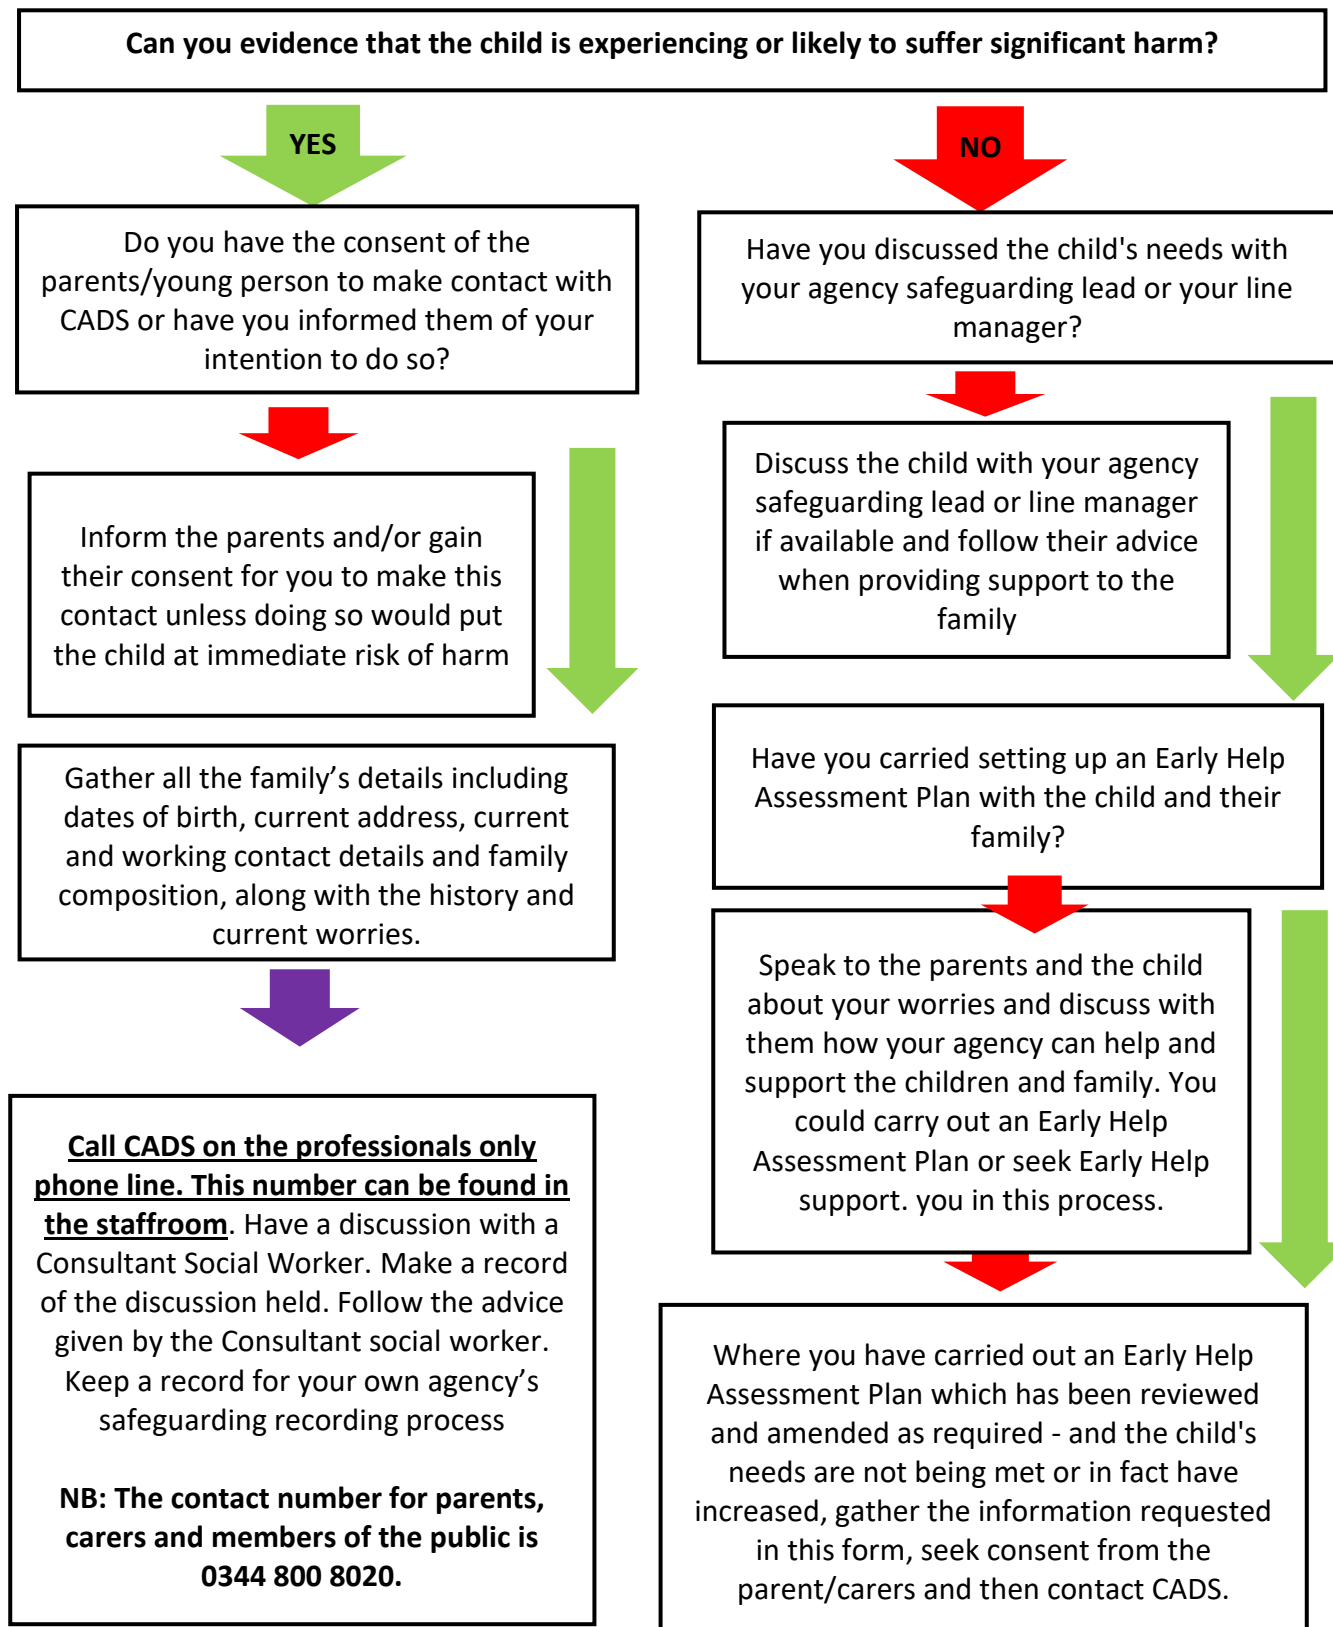 Can you evidence that the child is experiencing or likely to suffer significant harm?
YES
NO
Do you have the consent of the
parents/young person to make contact with
CADS or have you informed them of your
intention to do so?
Have you discussed the child's needs with
your agency safeguarding lead or your line
manager?
Inform the parents and/or gain
their consent for you to make this
contact unless doing so would put
the child at immediate risk of harm
Discuss the child with your agency
safeguarding lead or line manager
if available and follow their advice
when providing support to the
family
Gather all the family’s details including
dates of birth, current address, current
and working contact details and family
composition, along with the history and
current worries.
Have you carried setting up an Early Help
Assessment Plan with the child and their
family?
Speak to the parents and the child
about your worries and discuss with
them how your agency can help and
support the children and family. You
could carry out an Early Help
Assessment Plan or seek Early Help
support. you in this process.
Call CADS on the professionals only
phone line. This number can be found in
the staffroom. Have a discussion with a
Consultant Social Worker. Make a record
of the discussion held. Follow the advice
given by the Consultant social worker.
Keep a record for your own agency’s
safeguarding recording process
NB: The contact number for parents,
carers and members of the public is
0344 800 8020.
Where you have carried out an Early Help
Assessment Plan which has been reviewed
and amended as required - and the child's
needs are not being met or in fact have
increased, gather the information requested
in this form, seek consent from the
parent/carers and then contact CADS.